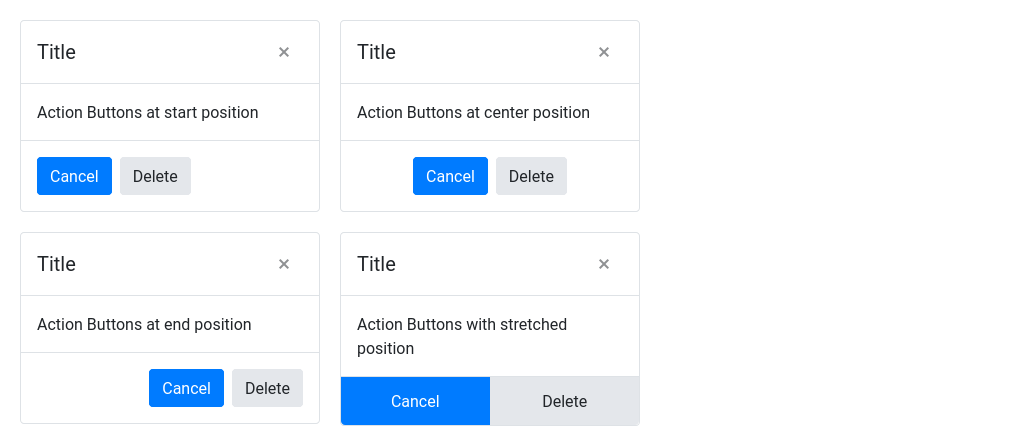 Title ×
Action Buttons at start position
Cancel Delete
Title ×
Action Buttons at center position
Cancel Delete
Title ×
Action Buttons at end position
Cancel Delete
Title ×
Action Buttons with stretched
position
Cancel Delete